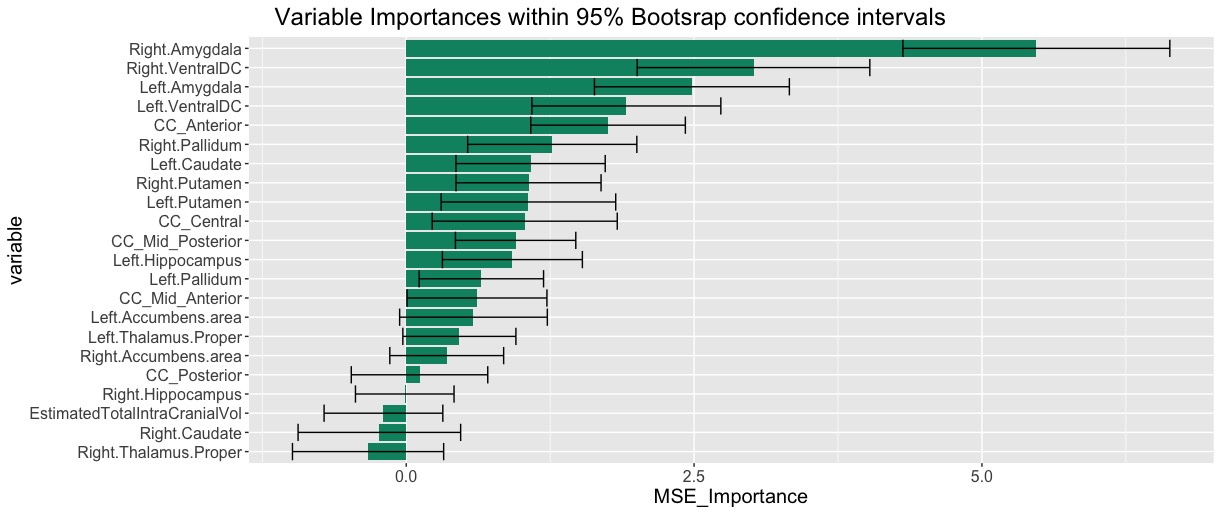 Variable Importances within 95% Bootsrap confidence intervals
Right.Amygdala
Right.VentralDC
Left.Amygdala
Left.VentralDC
CC_Anterior
Right.Pallidum
Left.Caudate
Right.Putamen
Left.Putamen
CC_Central
CC_Mid_Posterior
Left.Hippocampus
Left.Pallidum
CC_Mid_Anterior
Left.Accumbens.area
Left.Thalamus.Proper
Right.Accumbens.area
CC_Posterior
Right.Hippocampus
EstimatedTotalIntraCranialVol
Right.Caudate
Right.Thalamus.Proper
variable
0.0 2.5 5.0
MSE_Importance